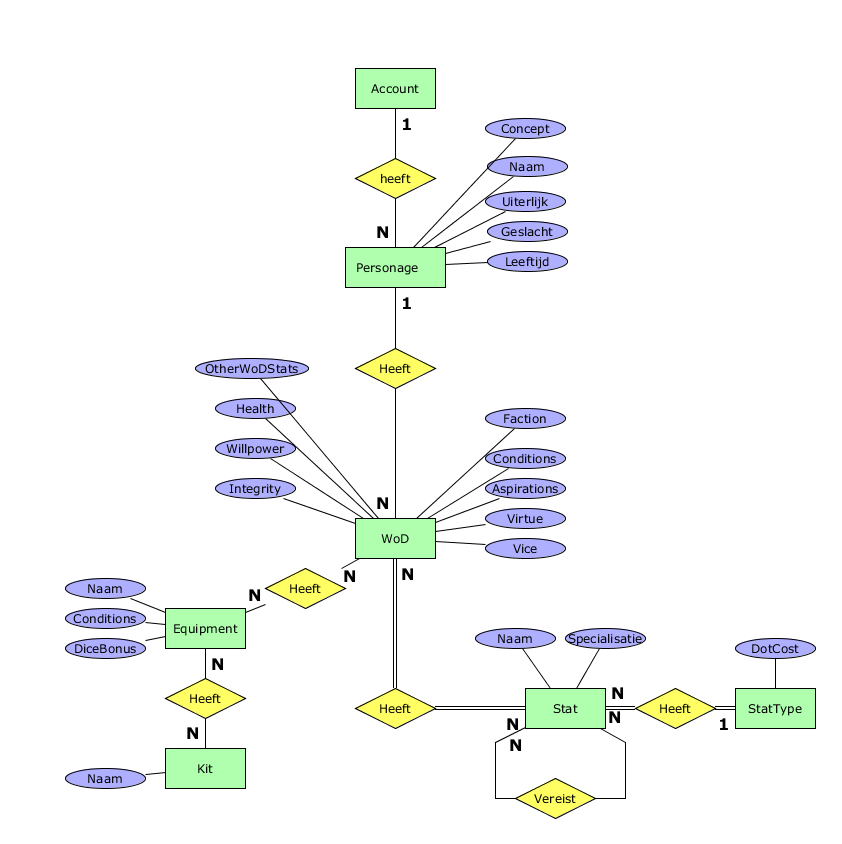 Account
1
Concept
Naam
heeft
Uiterlijk
N
Geslacht
Personage
Leeftijd
1
OtherWoDStats
Heeft
Health
Faction
Willpower
Conditions
Integrity
Aspirations
N
Virtue
WoD
Vice
N
N
Naam
Heeft
N
Conditions
Equipment
DiceBonus
Naam
Specialisatie
DotCost
N
Heeft
N
Heeft
Stat
Heeft
StatType
N
N
N
1
N
Kit
Naam
Vereist